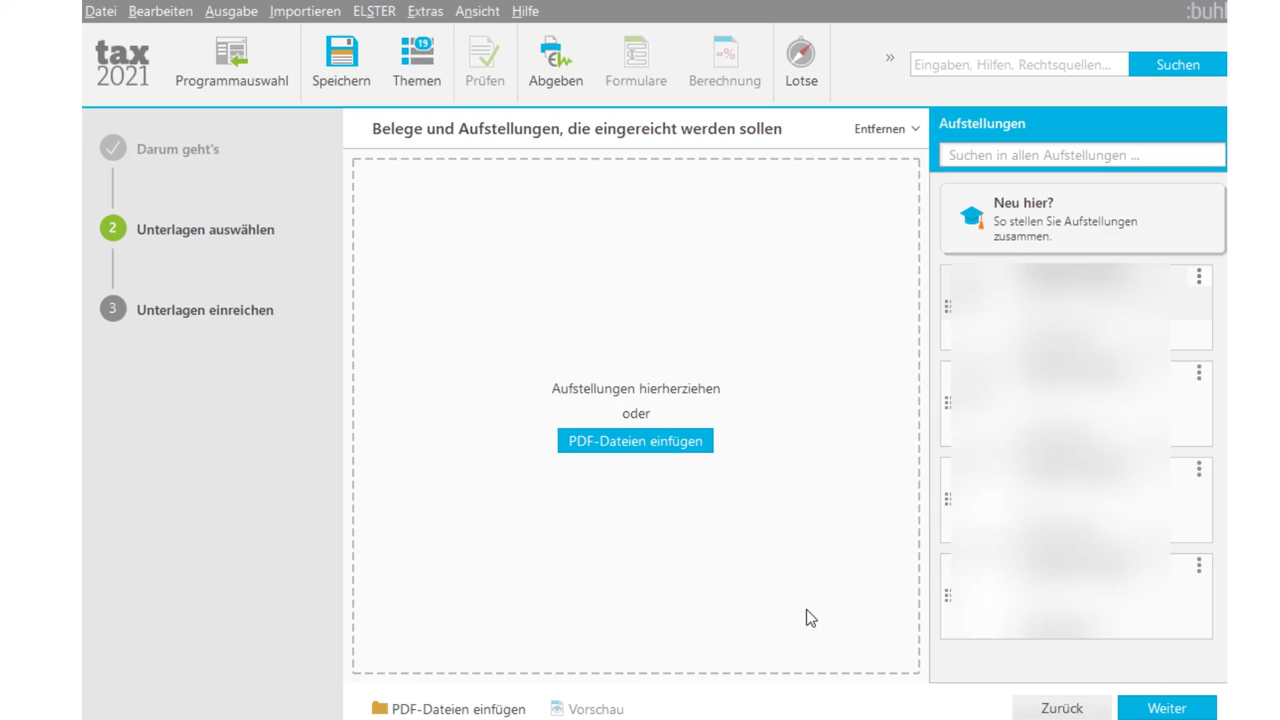 Datei Bearbeiten Ausgabe Importieren ELSTER Extras Ansicht Hilfe :buhl
tax
2021
Programmauswahl
Speichern
19
Themen
Prüfen
Abgeben
Formulare
-%
Berechnung
Lotse
»
Eingaben, Hilfen, Rechtsquellen... Suchen
Darum geht's
2 Unterlagen auswählen
3 Unterlagen einreichen
Belege und Aufstellungen, die eingereicht werden sollen Entfernen
Aufstellungen hierherziehen
oder
PDF-Dateien einfügen
Aufstellungen
Suchen in allen Aufstellungen ...
Neu hier?
So stellen Sie Aufstellungen
zusammen.
PDF-Dateien einfügen Vorschau Zurück Weiter